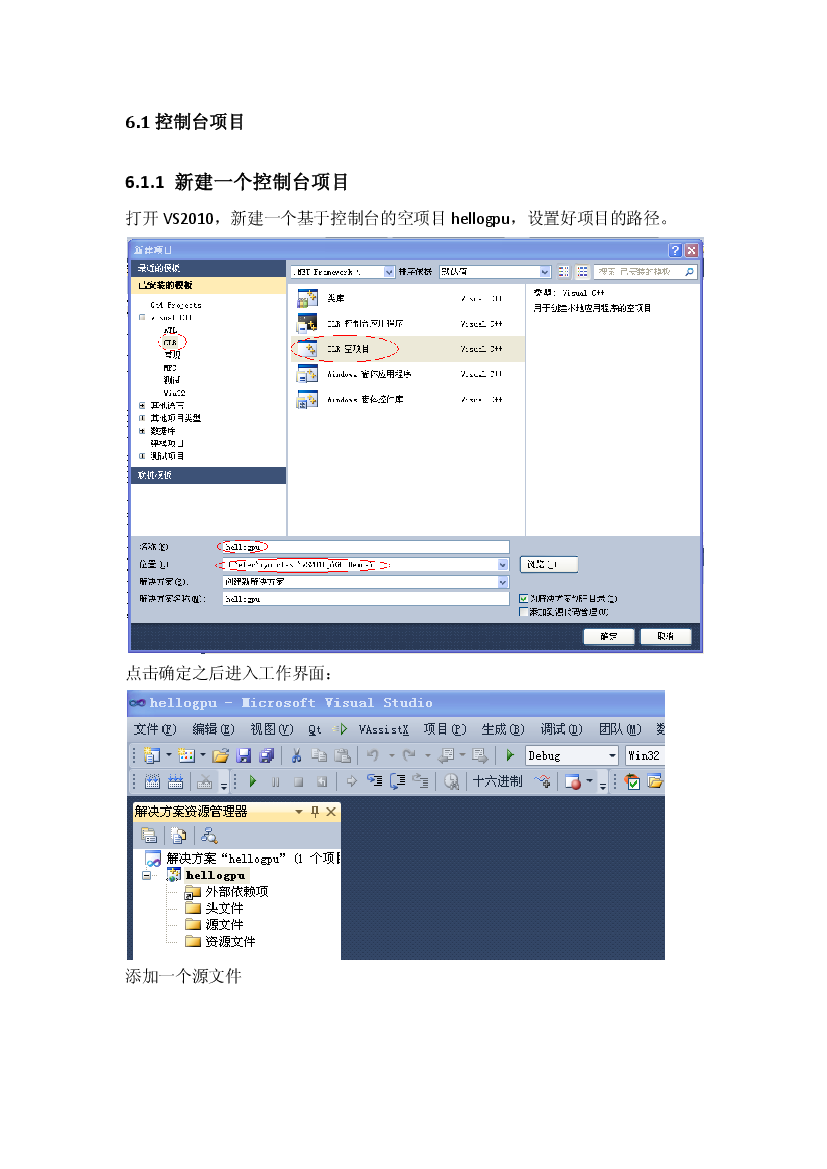 6.1 控制台项目
6.1.1 新建一个控制台项目
打开 VS2010，新建一个基于控制台的空项目 hellogpu，设置好项目的路径。
新建项目
最近的模板
已安装的模板
Qt4 Projects
Visual C++
ATL
CLR
常规
MFC
测试
Win32
其他语言
其他项目类型
数据库
建模项目
测试项目
联机模板
.NET Framework 4
排序依据
默认值
搜索 已安装的模板
类库 Visual C++
CLR 控制台应用程序 Visual C++
CLR 空项目 Visual C++
Windows 窗体应用程序 Visual C++
Windows 窗体控件库 Visual C++
类型: Visual C++
用于创建本地应用程序的空项目
名称(N) hellogpu
位置(L)
浏览(B)
解决方案(S): 创建新解决方案
解决方案名称(M): hellogpu
为解决方案创建目录(D)
添加到源代码管理(U)
确定 取消
点击确定之后进入工作界面：
hellogpu - Microsoft Visual Studio
文件(F) 编辑(E) 视图(V) Qt VAssistX 项目(P) 生成(B) 调试(D) 团队(M) 数
Debug Win32
十六进制
解决方案资源管理器
解决方案“hellogpu”(1 个项目
hellogpu
外部依赖项
头文件
源文件
资源文件
添加一个源文件